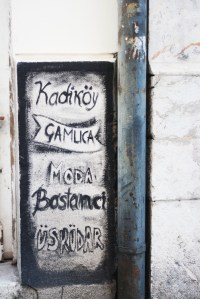 Kadıköy
ÇAMLICA
MODA
Bostancı
ÜSKÜDAR